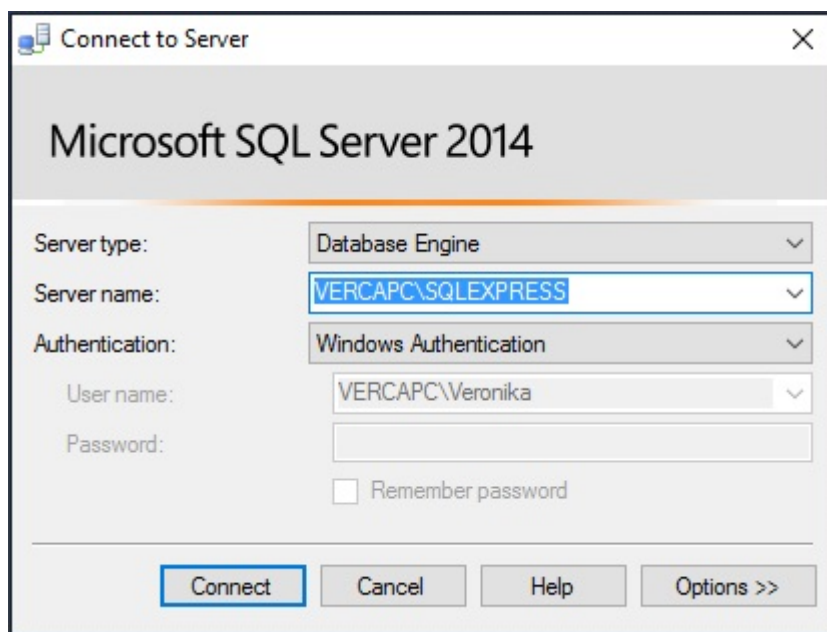 Connect to Server
Microsoft SQL Server 2014
Server type: Database Engine
Server name: VERCAPC\SQLEXPRESS
Authentication: Windows Authentication
User name: VERCAPC\Veronika
Password:
Remember password
Connect Cancel Help Options >>